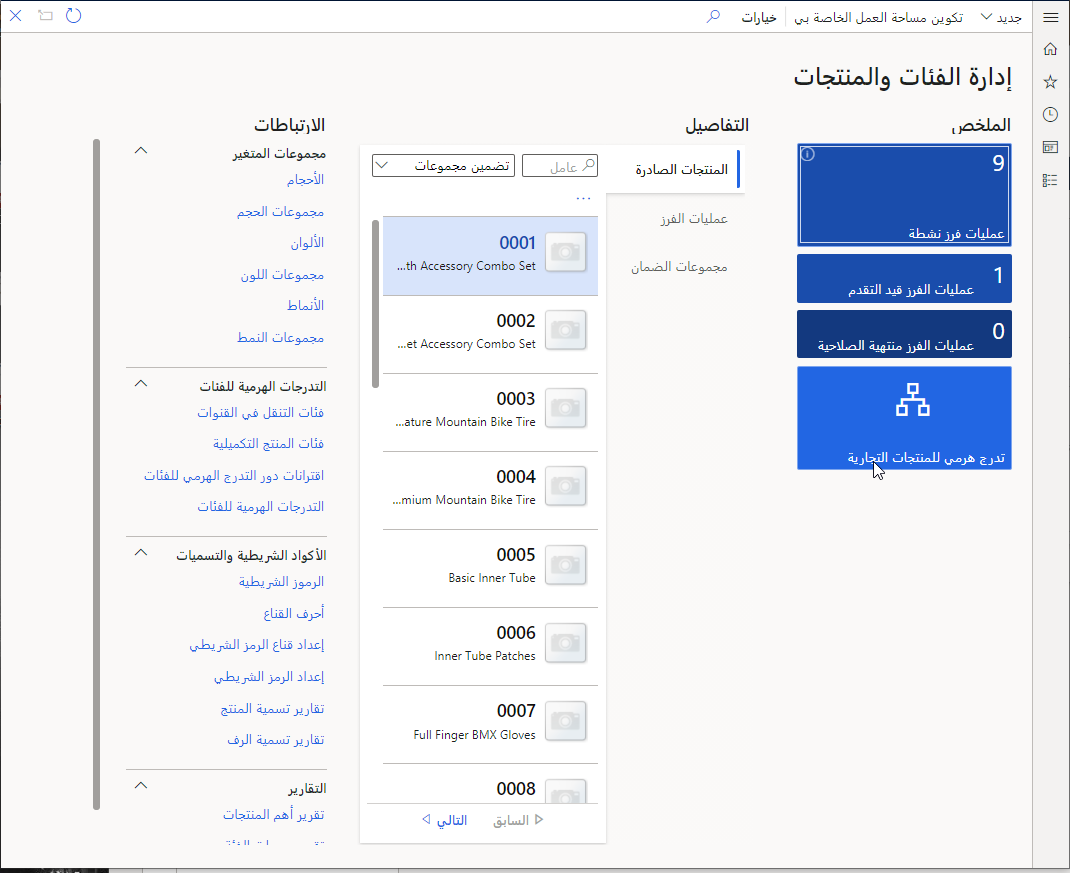 جديد
تكوين مساحة العمل الخاصة بي
خيارات
إدارة الفئات والمنتجات
الملخص
9
عمليات فرز نشطة
1
عمليات الفرز قيد التقدم
0
عمليات الفرز منتهية الصلاحية
تدرج هرمي للمنتجات التجارية
التفاصيل
المنتجات الصادرة
عمليات الفرز
مجموعات الضمان
عامل
تضمين مجموعات
...
0001
...th Accessory Combo Set
0002
...et Accessory Combo Set
0003
...ature Mountain Bike Tire
0004
...mium Mountain Bike Tire
0005
Basic Inner Tube
0006
Inner Tube Patches
0007
Full Finger BMX Gloves
0008
السابق
التالي
الارتباطات
مجموعات المتغير
الأحجام
مجموعات الحجم
الألوان
مجموعات اللون
الأنماط
مجموعات النمط
التدرجات الهرمية للفئات
فئات التنقل في القنوات
فئات المنتج التكميلية
اقترانات دور التدرج الهرمي للفئات
التدرجات الهرمية للفئات
الأكواد الشريطية والتسميات
الرموز الشريطية
أحرف القناع
إعداد قناع الرمز الشريطي
إعداد الرمز الشريطي
تقارير تسمية المنتج
تقارير تسمية الرف
التقارير
تقرير أهم المنتجات